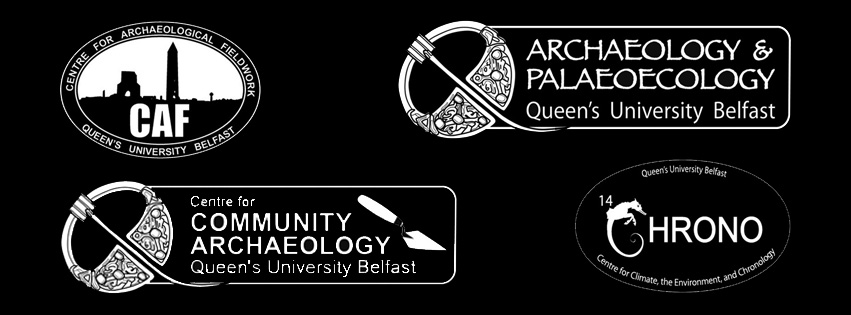 CENTRE FOR ARCHAEOLOGICAL FIELDWORK
CAF
QUEEN'S UNIVERSITY BELFAST
ARCHAEOLOGY &
PALAEOECOLOGY
Queen's University Belfast
Centre for
COMMUNITY
ARCHAEOLOGY
Queen's University Belfast
Queen's University Belfast
14
CHRONO
Centre for Climate, the Environment, and Chronology